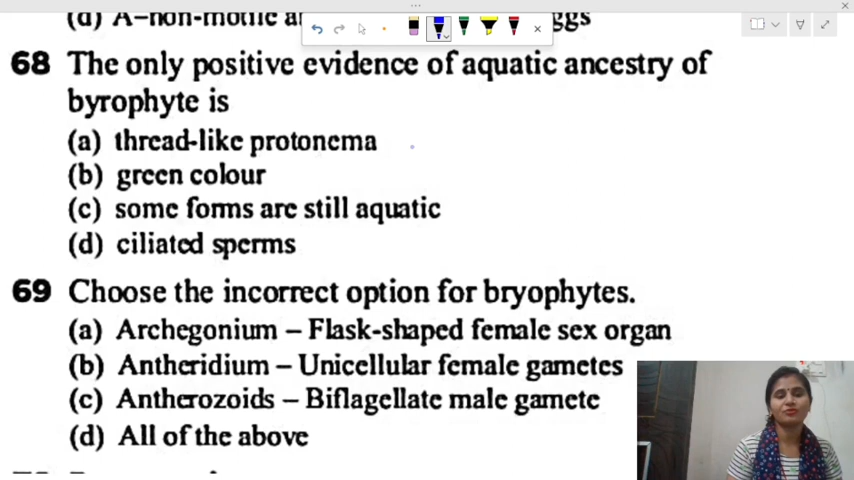 (d) A-non-motile
68 The only positive evidence of aquatic ancestry of
byrophyte is
(a) thread-like protonema
(b) green colour
(c) some forms are still aquatic
(d) ciliated sperms
69 Choose the incorrect option for bryophytes.
(a) Archegonium – Flask-shaped female sex organ
(b) Antheridium – Unicellular female gametes
(c) Antherozoids – Biflagellate male gamete
(d) All of the above